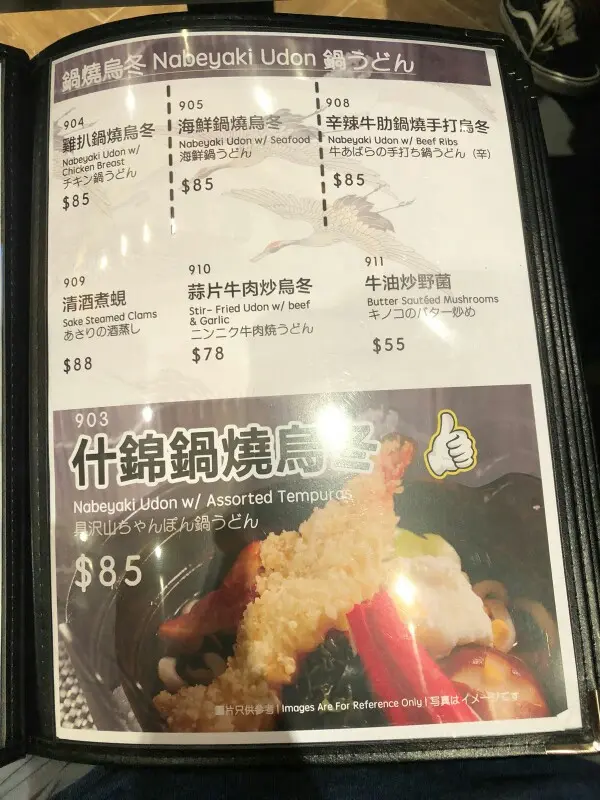 鍋燒烏冬 Nabeyaki Udon 鍋うどん
904
雞扒鍋燒烏冬
Nabeyaki Udon w/
Chicken Breast
チキン鍋うどん
$85
905
海鮮鍋燒烏冬
Nabeyaki Udon w/ Seafood
海鮮鍋うどん
$85
908
辛辣牛肋鍋燒手打烏冬
Nabeyaki Udon w/ Beef Ribs
牛あばらの手打ち鍋うどん（辛）
$85
909
清酒煮蜆
Sake Steamed Clams
あさりの酒蒸し
$88
910
蒜片牛肉炒烏冬
Stir- Fried Udon w/ beef
& Garlic
ニンニク牛肉焼うどん
$78
911
牛油炒野菌
Butter Sautéed Mushrooms
キノコのバター炒め
$55
903
什錦鍋燒烏冬
Nabeyaki Udon w/ Assorted Tempuras
具沢山ちゃんぽん鍋うどん
$85
圖片只供參考 | Images Are For Reference Only | 写真はイメージです